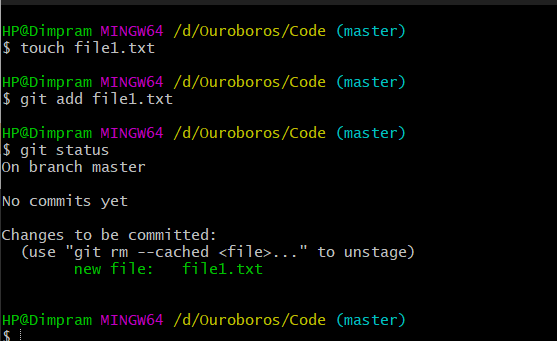 HP@Dimpram MINGW64 /d/Ouroboros/Code (master)
$ touch file1.txt
HP@Dimpram MINGW64 /d/Ouroboros/Code (master)
$ git add file1.txt
HP@Dimpram MINGW64 /d/Ouroboros/Code (master)
$ git status
On branch master
No commits yet
Changes to be committed:
  (use "git rm --cached <file>..." to unstage)
        new file:   file1.txt
HP@Dimpram MINGW64 /d/Ouroboros/Code (master)
$